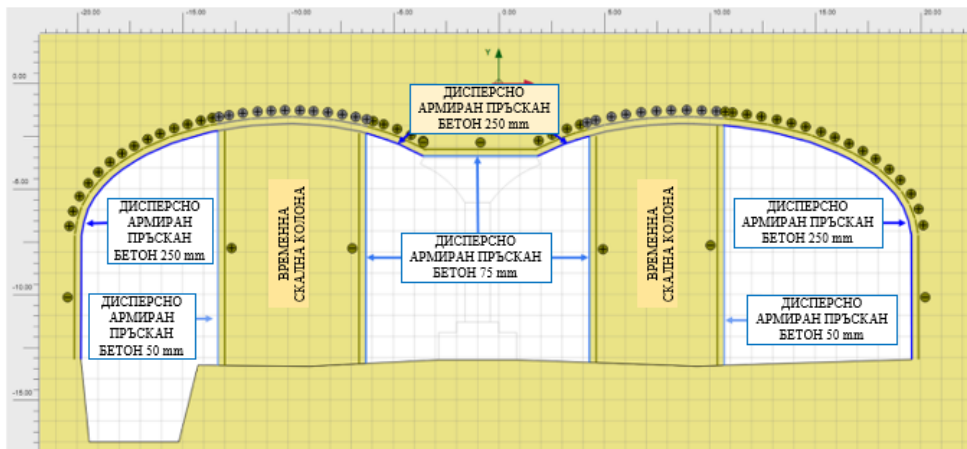 -20.00 -15.00 -10.00 -5.00 0.00 5.00 10.00 15.00 20.00
Y
0.00
ДИСПЕРСНО
АРМИРАН ПРЪСКАН
БЕТОН 250 mm
-5.00
ДИСПЕРСНО
АРМИРАН
ПРЪСКАН
БЕТОН 250 mm
ВРЕМЕННА
СКАЛНА КОЛОНА
ДИСПЕРСНО
АРМИРАН ПРЪСКАН
БЕТОН 75 mm
ВРЕМЕННА
СКАЛНА КОЛОНА
ДИСПЕРСНО
АРМИРАН ПРЪСКАН
БЕТОН 250 mm
-10.00
ДИСПЕРСНО
АРМИРАН
ПРЪСКАН
БЕТОН 50 mm
ДИСПЕРСНО
АРМИРАН ПРЪСКАН
БЕТОН 50 mm
-15.00